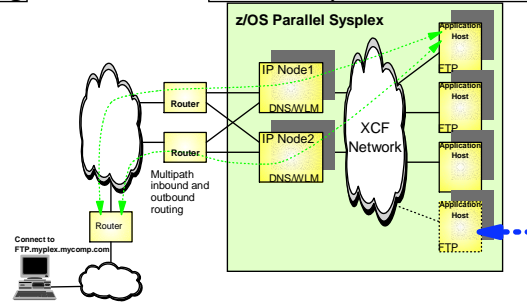 z/OS Parallel Sysplex
Application
Host
FTP
IP Node1
DNS/WLM
Router
Application
Host
FTP
IP Node2
DNS/WLM
Router
XCF
Network
Application
Host
Multipath
inbound and
outbound
routing
Application
Host
FTP
Router
Connect to
FTP.myplex.mycomp.com